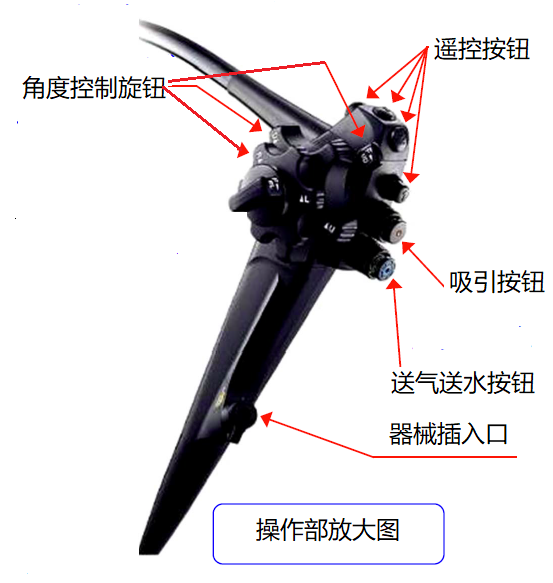 遥控按钮
角度控制旋钮
吸引按钮
送气送水按钮
器械插入口
操作部放大图